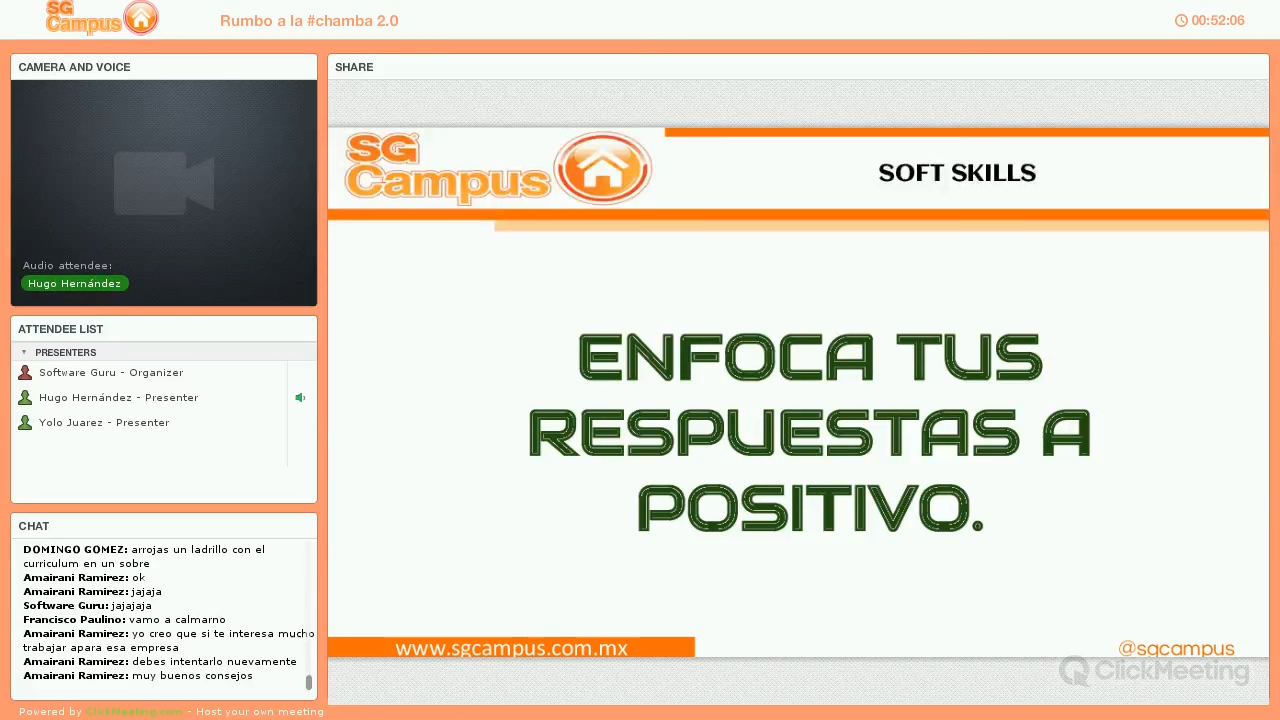 SG
Campus
Rumbo a la #chamba 2.0
00:52:06
CAMERA AND VOICE
Audio attendee:
Hugo Hernández
ATTENDEE LIST
PRESENTERS
Software Guru - Organizer
Hugo Hernández - Presenter
Yolo Juarez - Presenter
CHAT
DOMINGO GOMEZ: arrojas un ladrillo con el
curriculum en un sobre
Amairani Ramirez: ok
Amairani Ramirez: jajaja
Software Guru: jajajaja
Francisco Paulino: vamo a calmarno
Amairani Ramirez: yo creo que si te interesa mucho
trabajar apara esa empresa
Amairani Ramirez: debes intentarlo nuevamente
Amairani Ramirez: muy buenos consejos
Powered by ClickMeeting.com - Host your own meeting
SHARE
SG
Campus
SOFT SKILLS
ENFOCA TUS
RESPUESTAS A
POSITIVO.
www.sgcampus.com.mx
@sgcampus
ClickMeeting